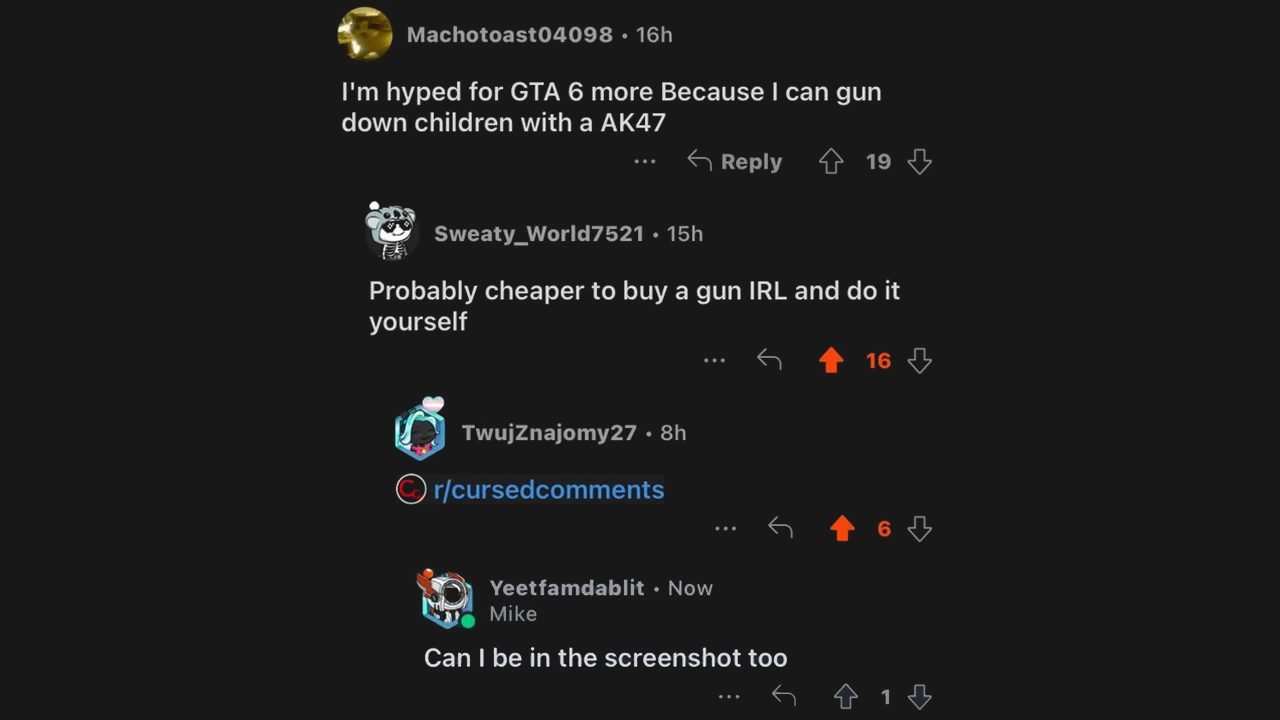 Machotoast04098 • 16h
I'm hyped for GTA 6 more Because I can gun
down children with a AK47
... Reply 19
Sweaty_World7521 • 15h
Probably cheaper to buy a gun IRL and do it
yourself
... 16
TwujZnajomy27 • 8h
r/cursedcomments
... 6
Yeetfamdablit • Now
Mike
Can I be in the screenshot too
... 1